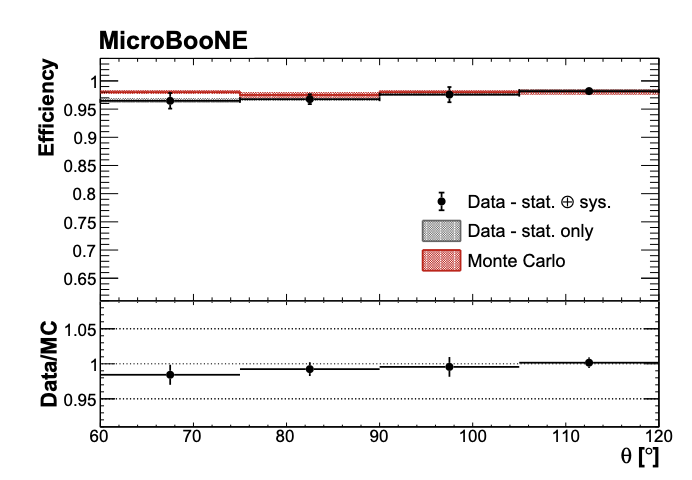 MicroBooNE
Efficiency
1
0.95
0.9
0.85
0.8
0.75
0.7
0.65
Data - stat. ⊕ sys.
Data - stat. only
Monte Carlo
Data/MC
1.05
1
0.95
60 70 80 90 100 110 120
θ [°]